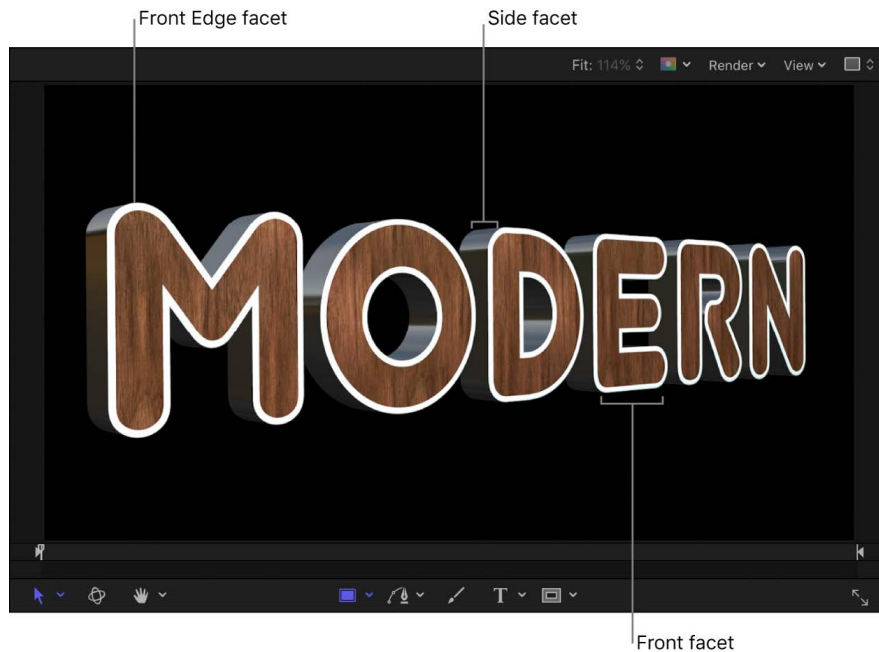 Front Edge facet
Side facet
Fit: 114% Render View
MODERN
T
Front facet